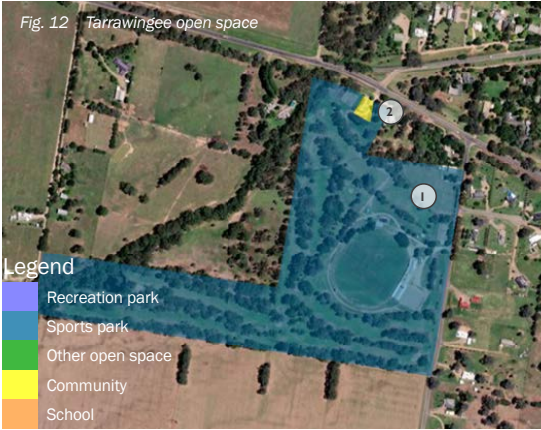 Fig. 12 Tarrawingee open space
2
1
Legend
Recreation park
Sports park
Other open space
Community
School